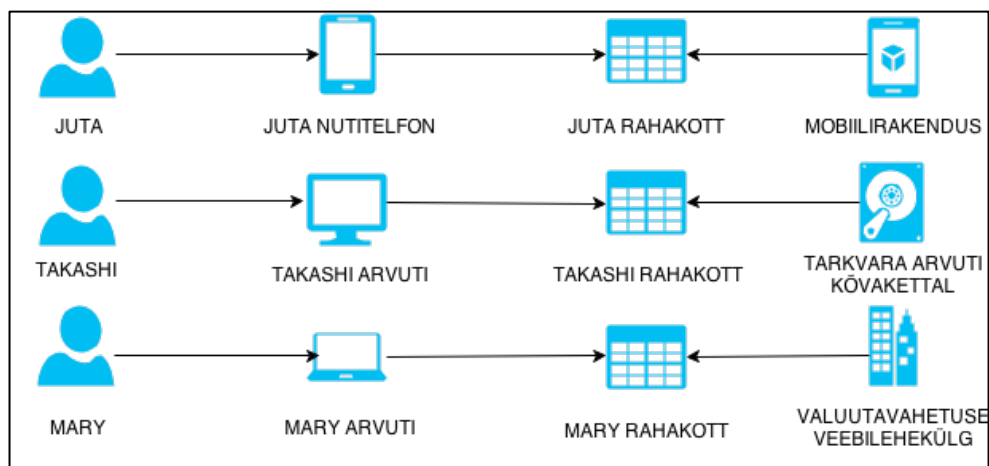 JUTA
JUTA NUTITELFON
JUTA RAHAKOTT
MOBIILIRAKENDUS
TAKASHI
TAKASHI ARVUTI
TAKASHI RAHAKOTT
TARKVARA ARVUTI
KÕVAKETTAL
MARY
MARY ARVUTI
MARY RAHAKOTT
VALUUTAVAHETUSE
VEEBILEHEKÜLG